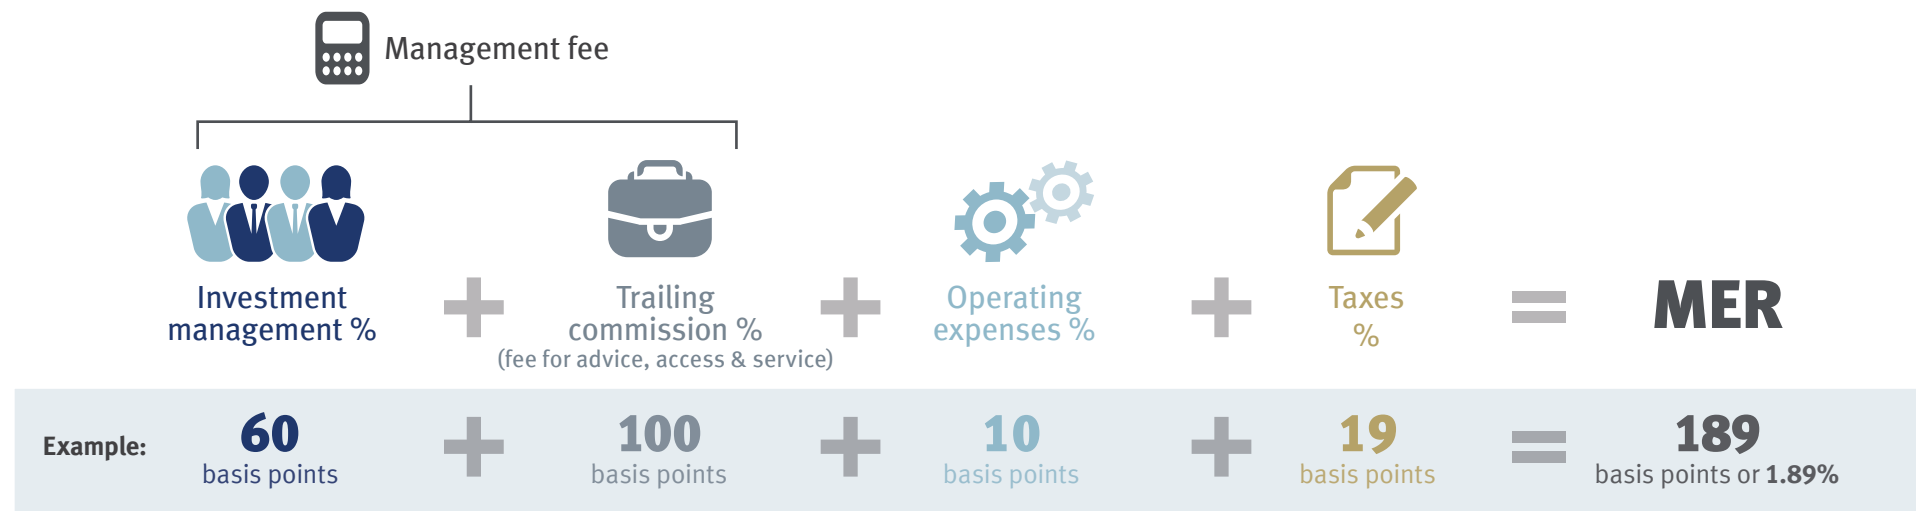 Management fee
Investment
management %
+
Trailing
commission %
(fee for advice, access & service)
+
Operating
expenses %
+
Taxes
%
=
MER
Example:
60
basis points
+
100
basis points
+
10
basis points
+
19
basis points
=
189
basis points or 1.89%